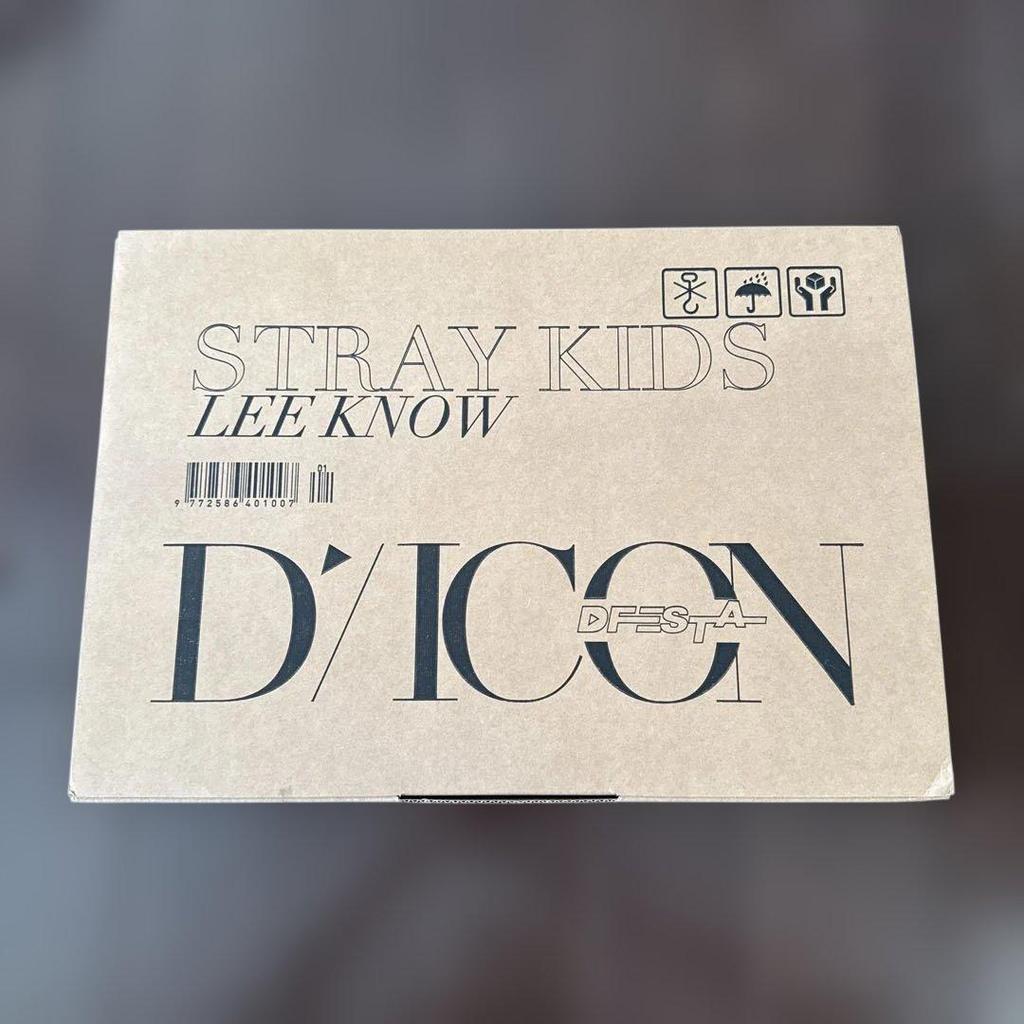 STRAY KIDS
LEE KNOW
01
9 772586 401007
D'/ICON
DFESTA